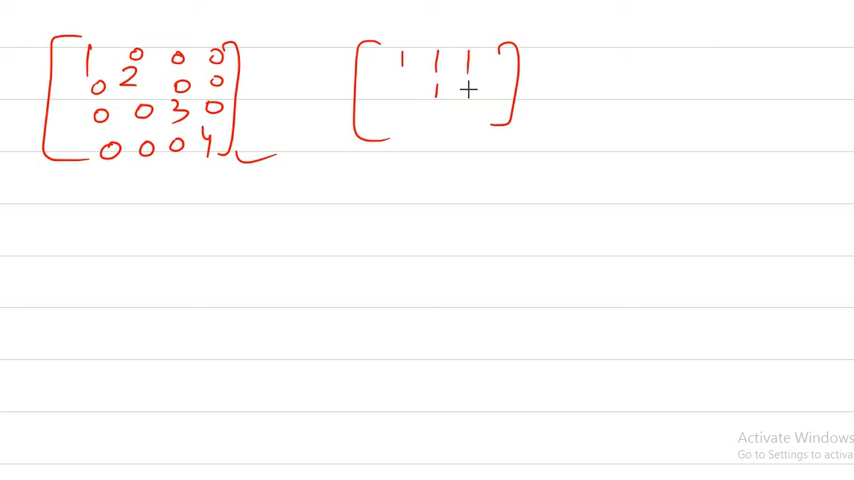 1 0 0 0
0 2 0 0
0 0 3 0
0 0 0 4
1 1 1
1
Activate Windows
Go to Settings to activa